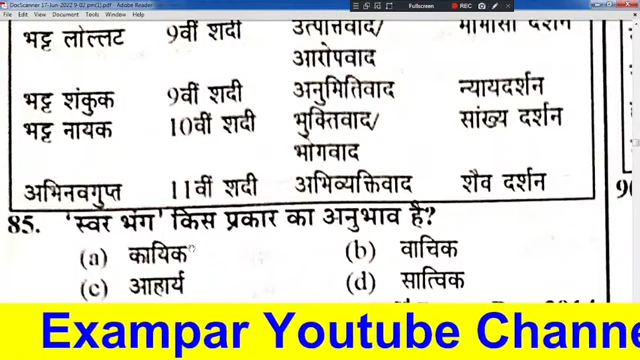 DocScanner 17-Jun-2022 9-02 pm(1).pdf - Adobe Reader
File Edit View Document Tools Window Help
Fullscreen REC
भट्ट लोल्लट 9वीं शदी उत्पत्तिवाद/ मीमांसा दर्शन
आरोपवाद
भट्ट शंकुक 9वीं शदी अनुमितिवाद न्यायदर्शन
भट्ट नायक 10वीं शदी भुक्तिवाद/ सांख्य दर्शन
भोगवाद
अभिनवगुप्त 11वीं शदी अभिव्यक्तिवाद शैव दर्शन
85. 'स्वर भंग' किस प्रकार का अनुभाव है?
(a) कायिक (b) वाचिक
(c) आहार्य (d) सात्विक
Exampar Youtube Channe